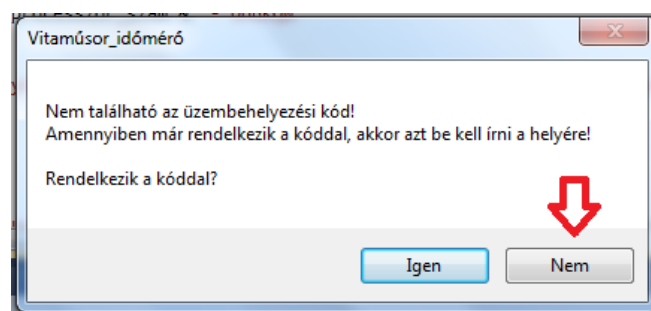 Vitaműsor_időmérő
Nem található az üzembehelyezési kód!
Amennyiben már rendelkezik a kóddal, akkor azt be kell írni a helyére!
Rendelkezik a kóddal?
Igen
Nem